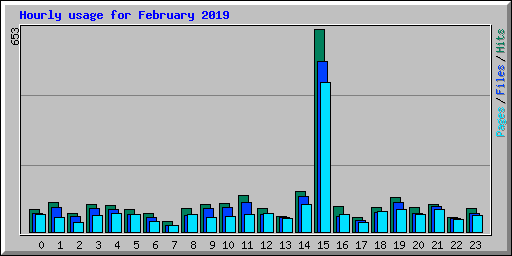 Hourly usage for February 2019
653
Pages/Files/Hits
0 1 2 3 4 5 6 7 8 9 10 11 12 13 14 15 16 17 18 19 20 21 22 23